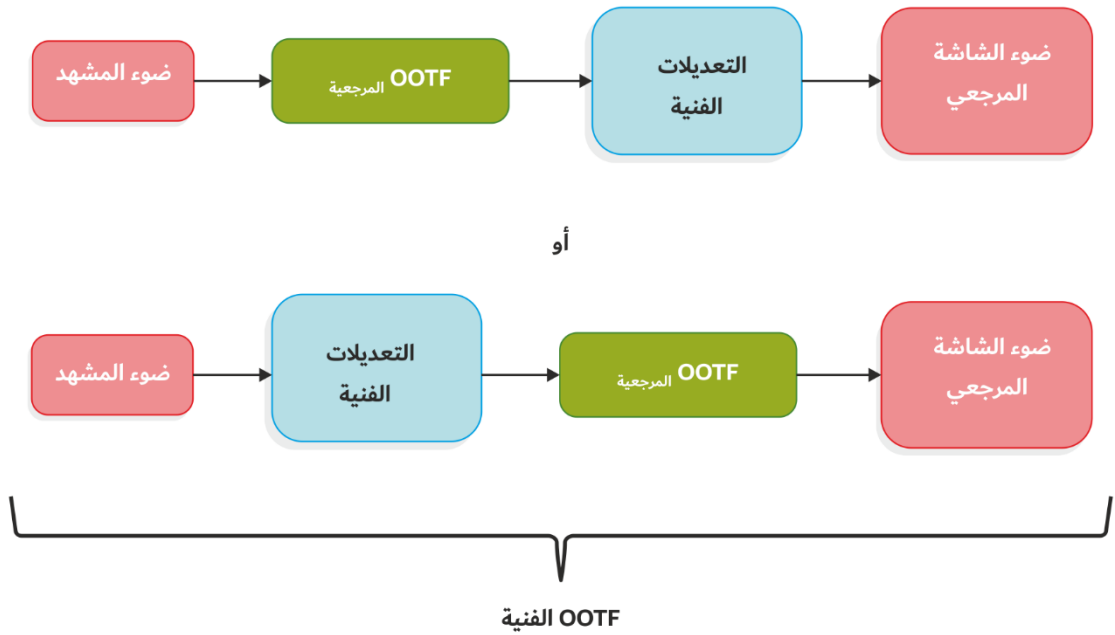 ضوء المشهد
OOTF المرجعية
التعديلات
الفنية
ضوء الشاشة
المرجعي
أو
ضوء المشهد
التعديلات
الفنية
OOTF المرجعية
ضوء الشاشة
المرجعي
OOTF الفنية